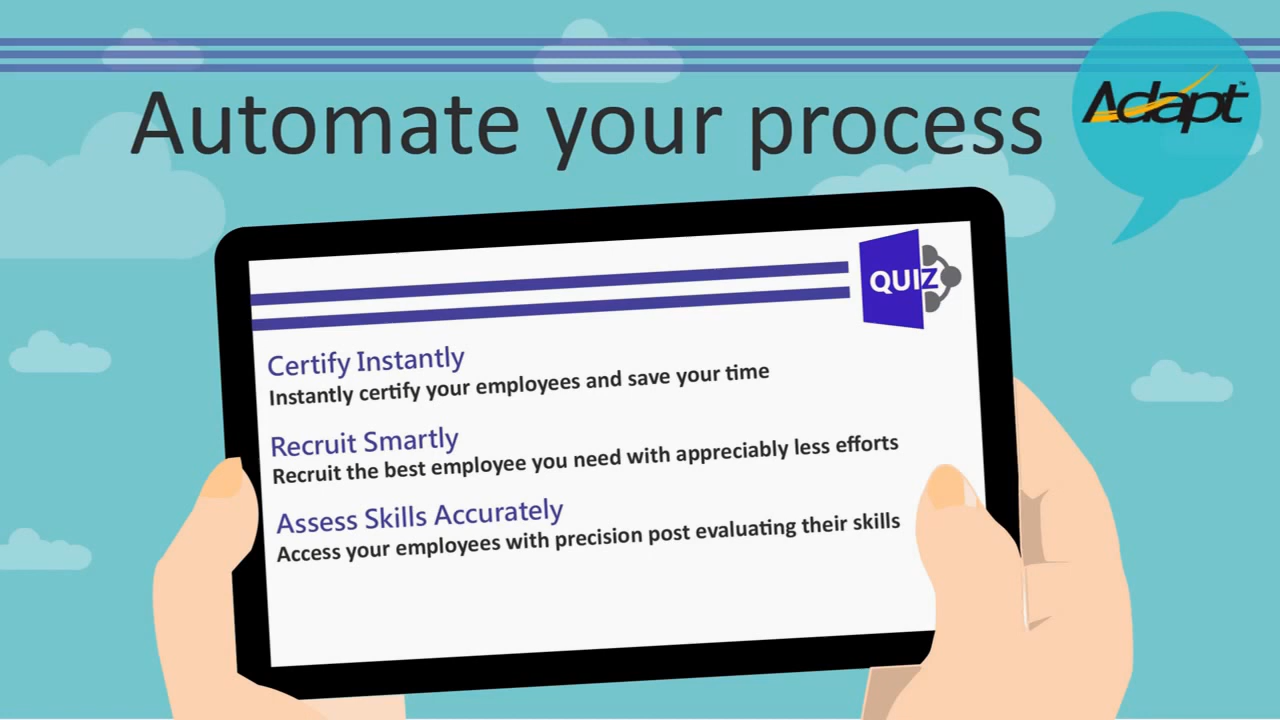 Automate your process
Adapt™
QUIZ
Certify Instantly
Instantly certify your employees and save your time
Recruit Smartly
Recruit the best employee you need with appreciably less efforts
Assess Skills Accurately
Access your employees with precision post evaluating their skills